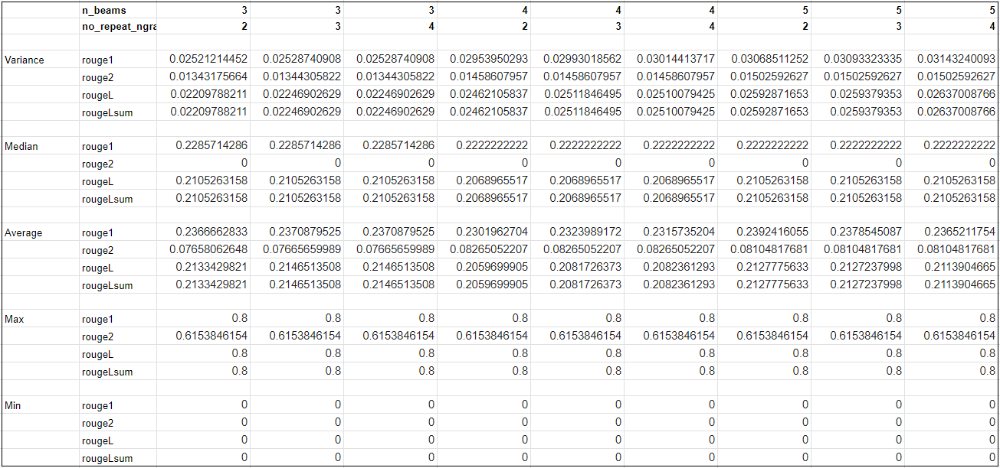 n_beams 3 3 3 4 4 4 5 5 5
no_repeat_ngra 2 3 4 2 3 4 2 3 4
Variance rouge1 0.02521214452 0.02528740908 0.02528740908 0.02953950293 0.02993018562 0.03014413717 0.03068511252 0.03093323335 0.03143240093
rouge2 0.01343175664 0.01344305822 0.01344305822 0.01458607957 0.01458607957 0.01458607957 0.01502592627 0.01502592627 0.01502592627
rougeL 0.02209788211 0.02246902629 0.02246902629 0.02462105837 0.02511846495 0.02510079425 0.02592871653 0.0259379353 0.02637008766
rougeLsum 0.02209788211 0.02246902629 0.02246902629 0.02462105837 0.02511846495 0.02510079425 0.02592871653 0.0259379353 0.02637008766
Median rouge1 0.2285714286 0.2285714286 0.2285714286 0.2222222222 0.2222222222 0.2222222222 0.2222222222 0.2222222222 0.2222222222
rouge2 0 0 0 0 0 0 0 0 0
rougeL 0.2105263158 0.2105263158 0.2105263158 0.2068965517 0.2068965517 0.2068965517 0.2105263158 0.2105263158 0.2105263158
rougeLsum 0.2105263158 0.2105263158 0.2105263158 0.2068965517 0.2068965517 0.2068965517 0.2105263158 0.2105263158 0.2105263158
Average rouge1 0.2366662833 0.2370879525 0.2370879525 0.2301962704 0.2323989172 0.2315735204 0.2392416055 0.2378545087 0.2365211754
rouge2 0.07658062648 0.07665659989 0.07665659989 0.08265052207 0.08265052207 0.08265052207 0.08104817681 0.08104817681 0.08104817681
rougeL 0.2133429821 0.2146513508 0.2146513508 0.2059699905 0.2081726373 0.2082361293 0.2127775633 0.2127237998 0.2113904665
rougeLsum 0.2133429821 0.2146513508 0.2146513508 0.2059699905 0.2081726373 0.2082361293 0.2127775633 0.2127237998 0.2113904665
Max rouge1 0.8 0.8 0.8 0.8 0.8 0.8 0.8 0.8 0.8
rouge2 0.6153846154 0.6153846154 0.6153846154 0.6153846154 0.6153846154 0.6153846154 0.6153846154 0.6153846154 0.6153846154
rougeL 0.8 0.8 0.8 0.8 0.8 0.8 0.8 0.8 0.8
rougeLsum 0.8 0.8 0.8 0.8 0.8 0.8 0.8 0.8 0.8
Min rouge1 0 0 0 0 0 0 0 0 0
rouge2 0 0 0 0 0 0 0 0 0
rougeL 0 0 0 0 0 0 0 0 0
rougeLsum 0 0 0 0 0 0 0 0 0